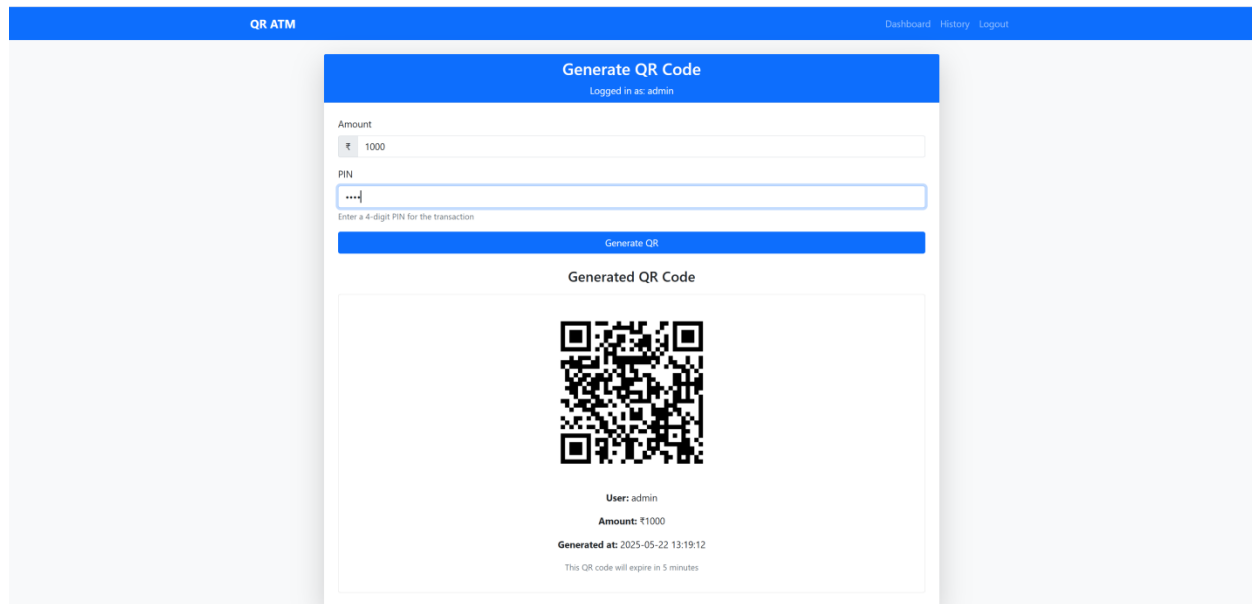 QR ATM Dashboard History Logout
Generate QR Code
Logged in as: admin
Amount
₹ 1000
PIN
••••
Enter a 4-digit PIN for the transaction
Generate QR
Generated QR Code
User: admin
Amount: ₹1000
Generated at: 2025-05-22 13:19:12
This QR code will expire in 5 minutes